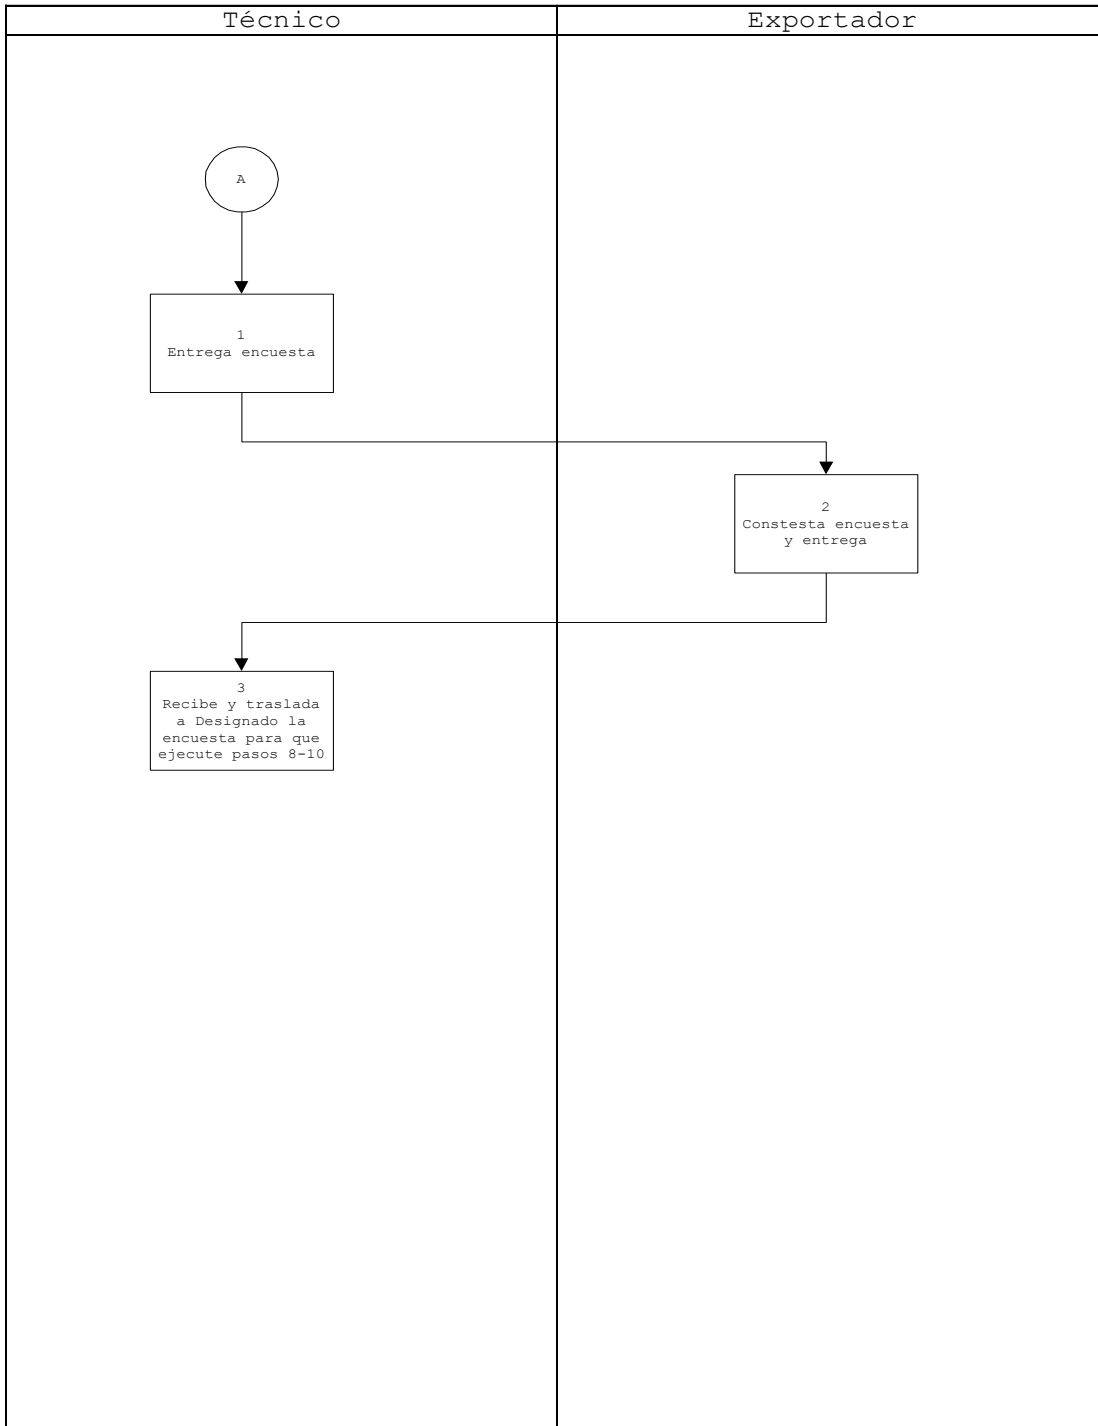 Técnico
Exportador
A
1
Entrega encuesta
2
Constesta encuesta
y entrega
3
Recibe y traslada
a Designado la
encuesta para que
ejecute pasos 8-10